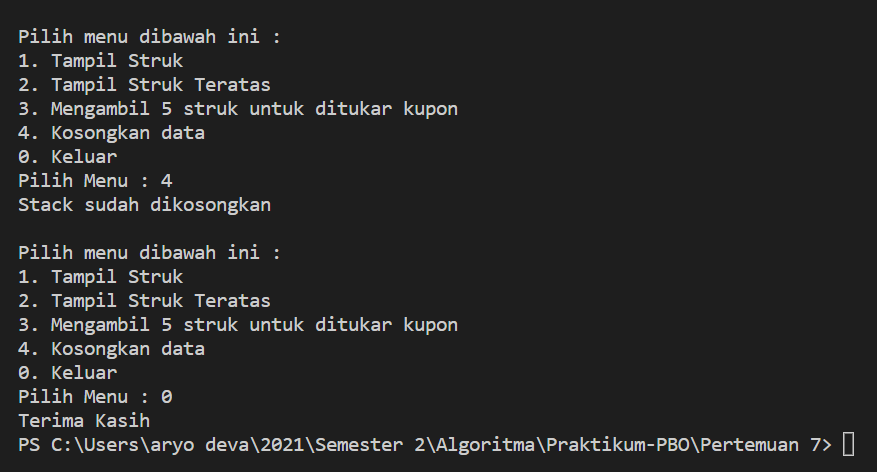 Pilih menu dibawah ini :
1. Tampil Struk
2. Tampil Struk Teratas
3. Mengambil 5 struk untuk ditukar kupon
4. Kosongkan data
0. Keluar
Pilih Menu : 4
Stack sudah dikosongkan
Pilih menu dibawah ini :
1. Tampil Struk
2. Tampil Struk Teratas
3. Mengambil 5 struk untuk ditukar kupon
4. Kosongkan data
0. Keluar
Pilih Menu : 0
Terima Kasih
PS C:\Users\aryo deva\2021\Semester 2\Algoritma\Praktikum-PBO\Pertemuan 7>